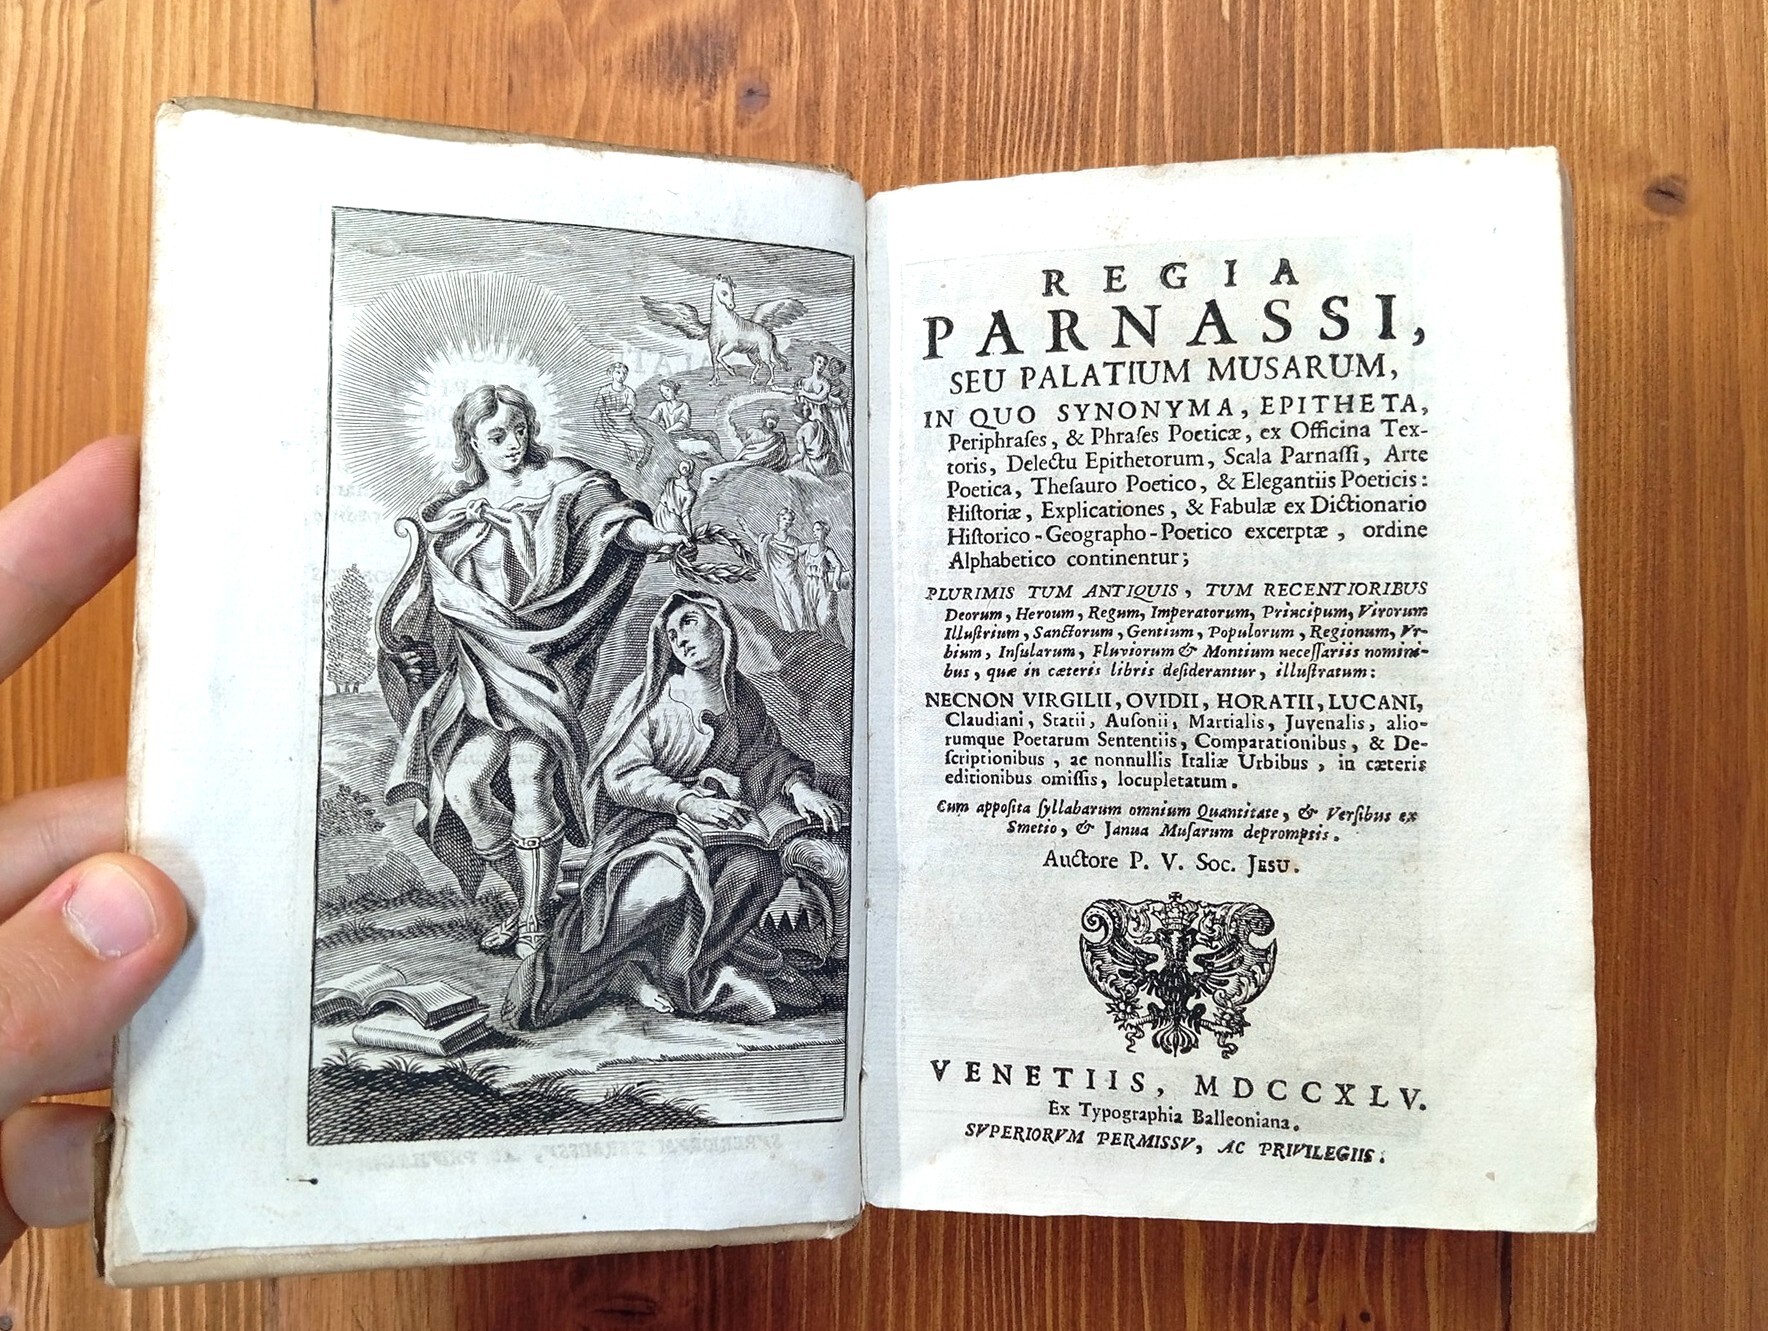 REGIA
PARNASSI,
SEU PALATIUM MUSARUM,
IN QUO SYNONYMA, EPITHETA,
Periphraſes, & Phraſes Poeticæ, ex Officina Tex-
toris, Delectu Epithetorum, Scala Parnaſſi, Arte
Poetica, Theſauro Poetico, & Elegantiis Poeticis:
Hiſtoriæ, Explicationes, & Fabulæ ex Dictionario
Hiſtorico-Geographo-Poetico excerptæ, ordine
Alphabetico continentur;
PLURIMIS TUM ANTIQUIS, TUM RECENTIORIBUS
Deorum, Heroum, Regum, Imperatorum, Principum, Virorum
Illuſtrium, Sanctorum, Gentium, Populorum, Regionum, Vr-
bium, Inſularum, Fluviorum & Montium neceſſariis nomini-
bus, quæ in cæteris libris deſiderantur, illuſtratum:
NECNON VIRGILII, OVIDII, HORATII, LUCANI,
Claudiani, Statii, Auſonii, Martialis, Juvenalis, alio-
rumque Poetarum Sententiis, Comparationibus, & De-
ſcriptionibus, ac nonnullis Italiæ Urbibus, in cæteris
editionibus omiſſis, locupletatum.
Cum appoſita ſyllabarum omnium Quantitate, & Verſibus ex
Smetio, & Janua Muſarum depromptis.
Auctore P. V. Soc. JESU.
VENETIIS, MDCCXLV.
Ex Typographia Balleoniana.
SVPERIORVM PERMISSV, AC PRIVILEGIIS.